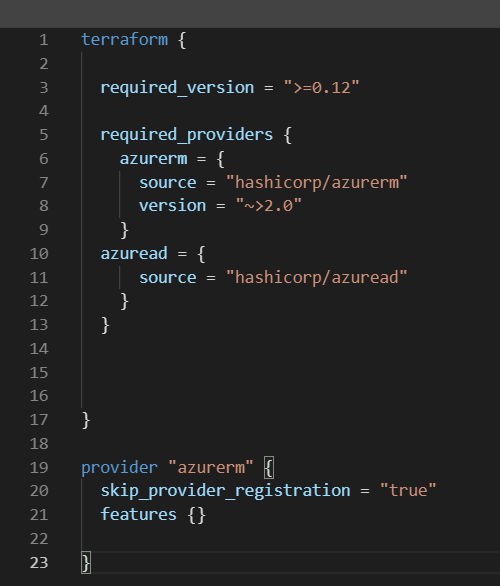 1 terraform {
2
3   required_version = ">=0.12"
4
5   required_providers {
6     azurerm = {
7       source = "hashicorp/azurerm"
8       version = "~>2.0"
9     }
10   azuread = {
11       source = "hashicorp/azuread"
12     }
13   }
14
15
16
17 }
18
19 provider "azurerm" {
20   skip_provider_registration = "true"
21   features {}
22
23 }